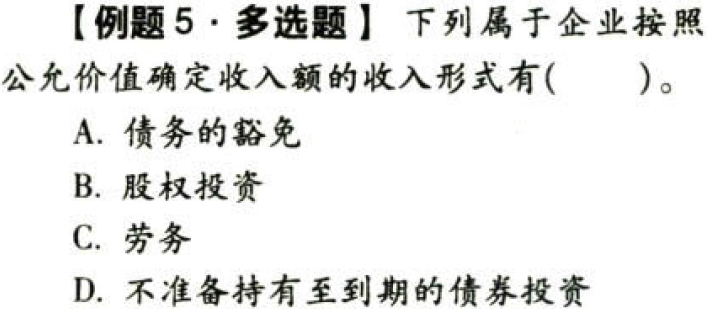 【例题5·多选题】下列属于企业按照
公允价值确定收入额的收入形式有(　　)。
A. 债务的豁免
B. 股权投资
C. 劳务
D. 不准备持有至到期的债券投资